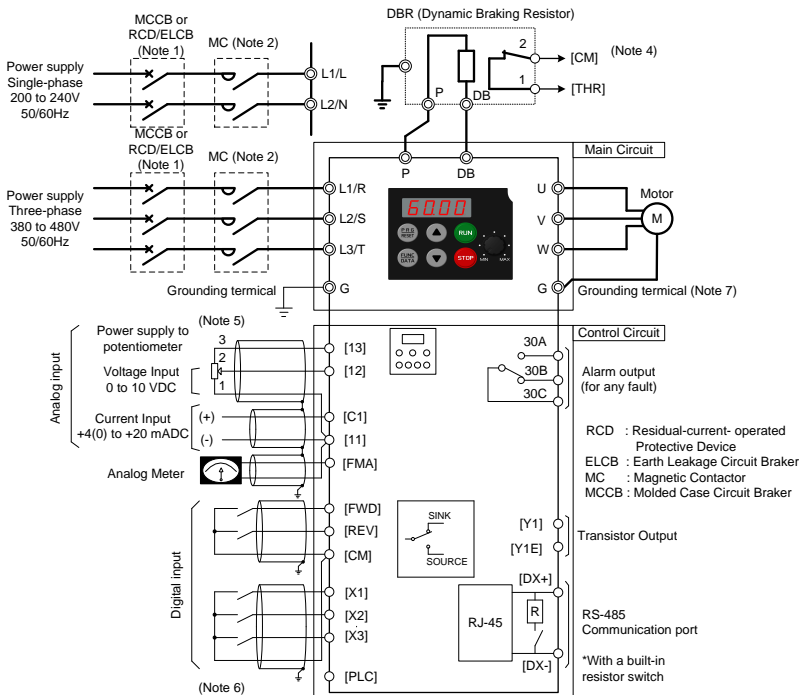 DBR (Dynamic Braking Resistor)
MCCB or
RCD/ELCB
(Note 1)
MC (Note 2)
2
[CM]
(Note 4)
1
[THR]
Power supply
Single-phase
200 to 240V
50/60Hz
L1/L
L2/N
P
DB
MCCB or
RCD/ELCB
(Note 1)
MC (Note 2)
Main Circuit
P
DB
Power supply
Three-phase
380 to 480V
50/60Hz
L1/R
L2/S
L3/T
60.00
PRG
RESET
RUN
FUNC
DATA
STOP
MIN
MAX
U
V
W
Motor
M
Grounding termical
G
G
Grounding termical (Note 7)
Control Circuit
Analog input
(Note 5)
Power supply to
potentiometer
3
2
1
Voltage Input
0 to 10 VDC
Current Input
+4(0) to +20 mADC
(+)
(-)
Analog Meter
[13]
[12]
[C1]
[11]
[FMA]
30A
30B
30C
Alarm output
(for any fault)
RCD : Residual-current- operated
Protective Device
ELCB : Earth Leakage Circuit Braker
MC : Magnetic Contactor
MCCB : Molded Case Circuit Braker
Digital input
[FWD]
[REV]
[CM]
[X1]
[X2]
[X3]
[PLC]
(Note 6)
SINK
SOURCE
[Y1]
[Y1E]
Transistor Output
[DX+]
RJ-45
R
[DX-]
RS-485
Communication port
*With a built-in
resistor switch